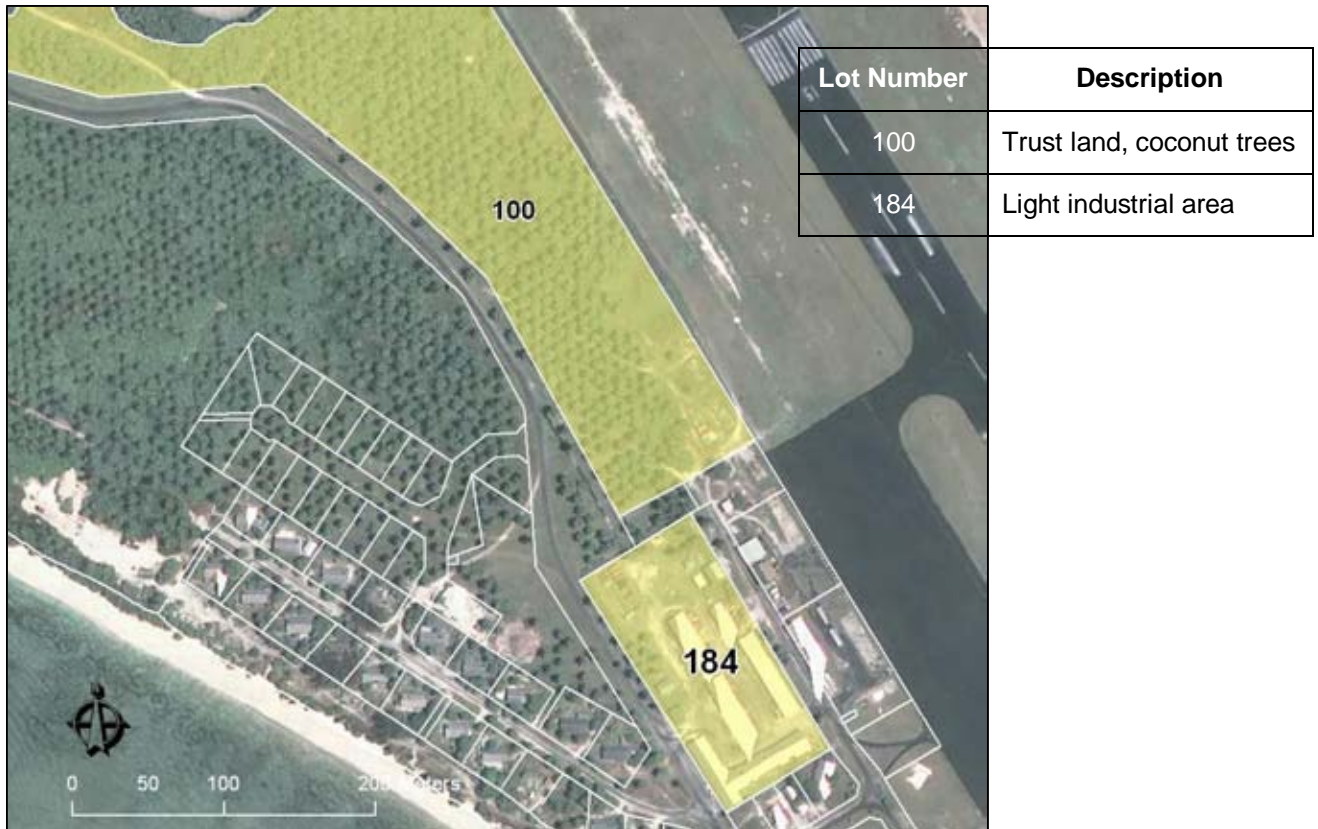 Lot Number Description
100 Trust land, coconut trees
184 Light industrial area
100
184
0 50 100 200 Meters